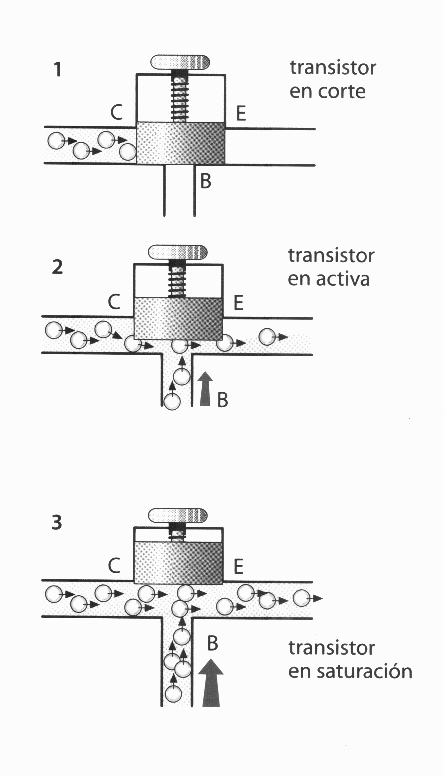 1
transistor
en corte
C
E
B
2
transistor
en activa
C
E
B
3
C
E
B
transistor
en saturación